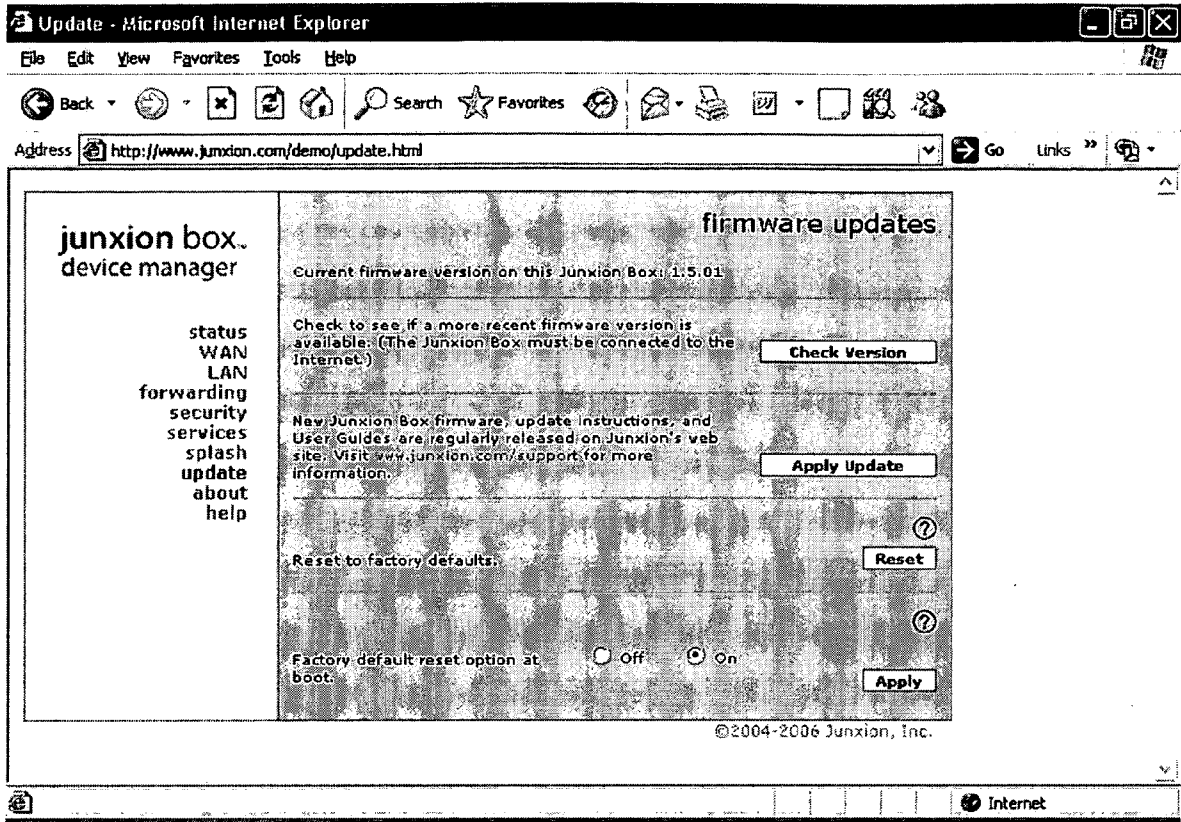 Update - Microsoft Internet Explorer
File Edit View Favorites Tools Help
Back Search Favorites
Address http://www.junxion.com/demo/update.html Go Links »
junxion box™
device manager
status
WAN
LAN
forwarding
security
services
splash
update
about
help
firmware updates
Current firmware version on this Junxion Box: 1.5.01
Check to see if a more recent firmware version is
available. (The Junxion Box must be connected to the
Internet.)
Check Version
New Junxion Box firmware, update instructions, and
User Guides are regularly released on Junxion's web
site. Visit www.junxion.com/support for more
information.
Apply Update
?
Reset to factory defaults.
Reset
?
Factory default reset option at
boot.
Off On
Apply
©2004-2006 Junxion, Inc.
Internet